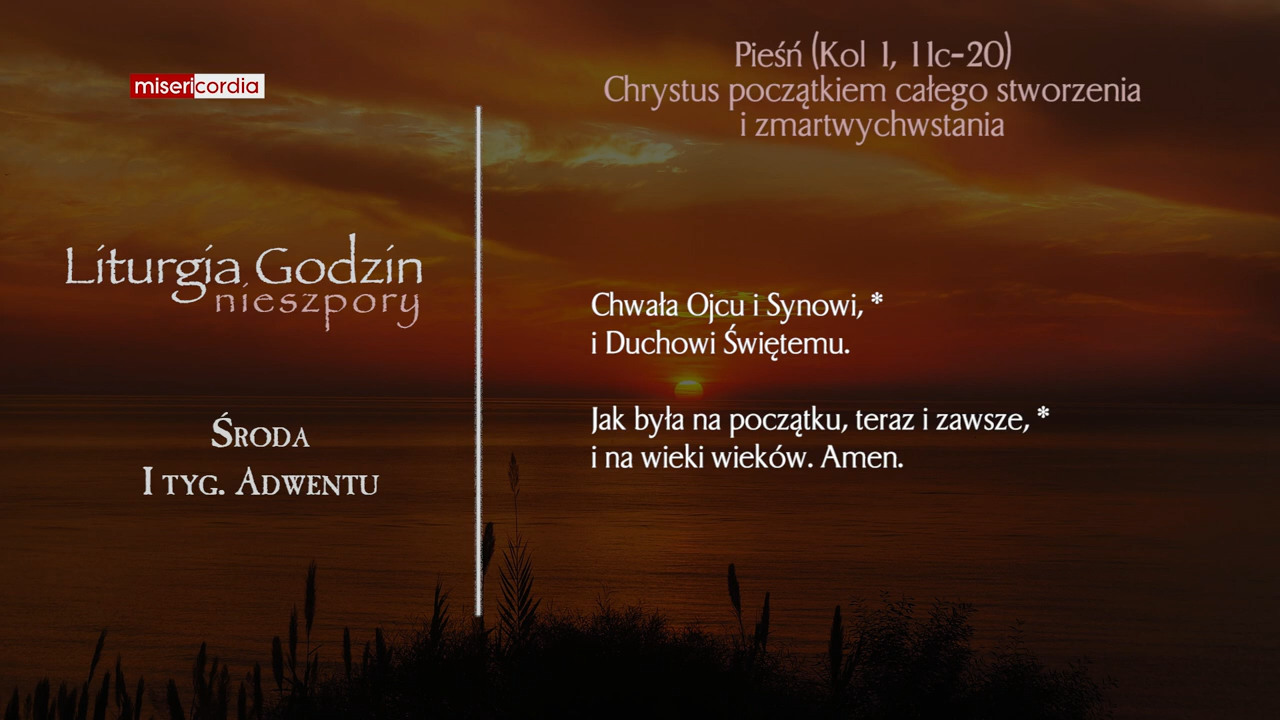 misericordia
Liturgia Godzin
nieszpory
Środa
I tyg. Adwentu
Pieśń (Kol 1, 11c-20)
Chrystus początkiem całego stworzenia
i zmartwychwstania
Chwała Ojcu i Synowi, *
i Duchowi Świętemu.
Jak była na początku, teraz i zawsze, *
i na wieki wieków. Amen.